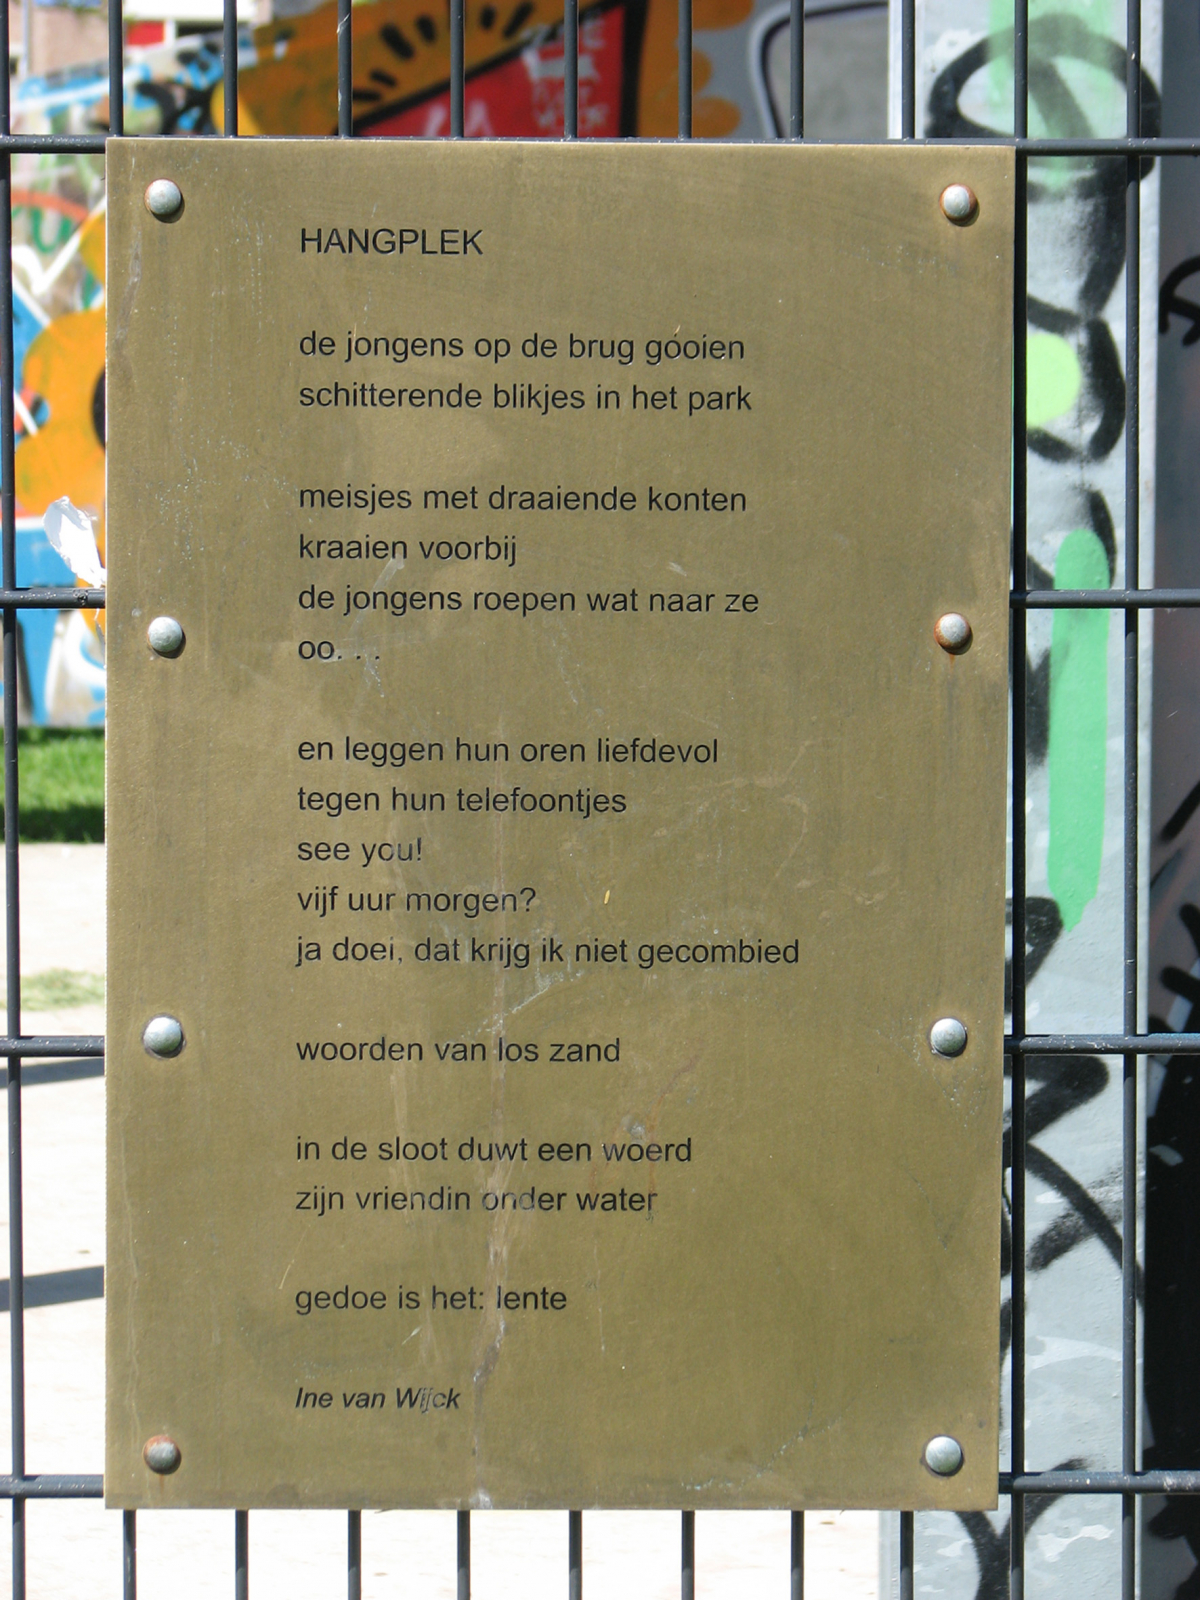 HANGPLEK
de jongens op de brug gooien
schitterende blikjes in het park
meisjes met draaiende konten
kraaien voorbij
de jongens roepen wat naar ze
oo. . .
en leggen hun oren liefdevol
tegen hun telefoontjes
see you!
vijf uur morgen?
ja doei, dat krijg ik niet gecombied
woorden van los zand
in de sloot duwt een woerd
zijn vriendin onder water
gedoe is het: lente
Ine van Wijck